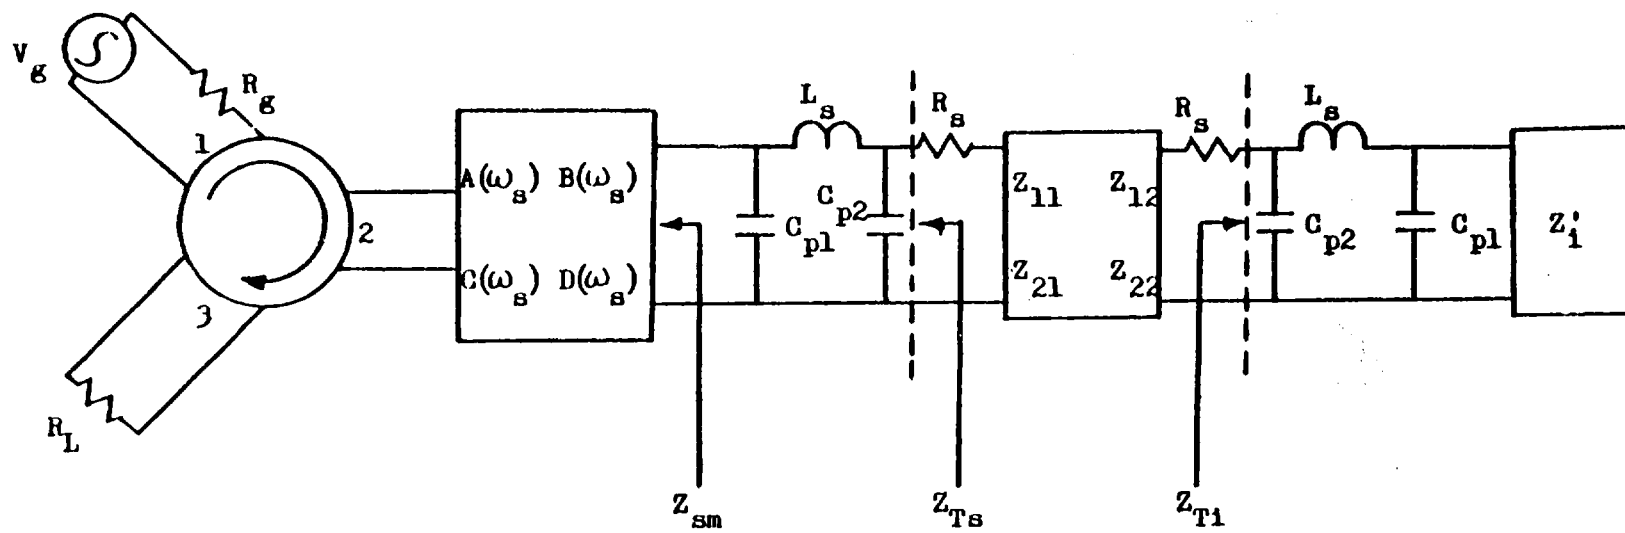 V_g
R_g
1
2
3
R_L
A(ω_s) B(ω_s)
C(ω_s) D(ω_s)
Z_sm
C_p1
L_s
C_p2
Z_Ts
R_s
Z_11 Z_12
Z_21 Z_22
R_s
Z_Ti
C_p2
L_s
C_p1
Z_i'